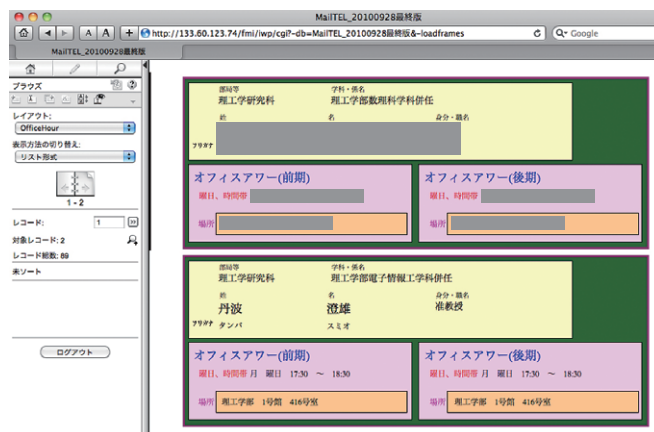 MailTEL_20100928最終版
http://133.60.123.74/fmi/iwp/cgi?-db=MailTEL_20100928最終版&-loadframes
Google
MailTEL_20100928最終版
ブラウズ
レイアウト:
OfficeHour
表示方法の切り替え:
リスト形式
1 - 2
レコード: 1
対象レコード: 2
レコード総数: 89
未ソート
ログアウト
部局等 学科・係名
理工学研究科 理工学部数理科学科併任
姓 名 身分・職名
フリガナ
オフィスアワー(前期) オフィスアワー(後期)
曜日、時間帯 曜日、時間帯
場所 場所
部局等 学科・係名
理工学研究科 理工学部電子情報工学科併任
姓 名 身分・職名
丹波 澄雄 准教授
フリガナ タンバ スミオ
オフィスアワー(前期) オフィスアワー(後期)
曜日、時間帯 月 曜日 17:30 ～ 18:30 曜日、時間帯 月 曜日 17:30 ～ 18:30
場所 理工学部 1号館 416号室 場所 理工学部 1号館 416号室